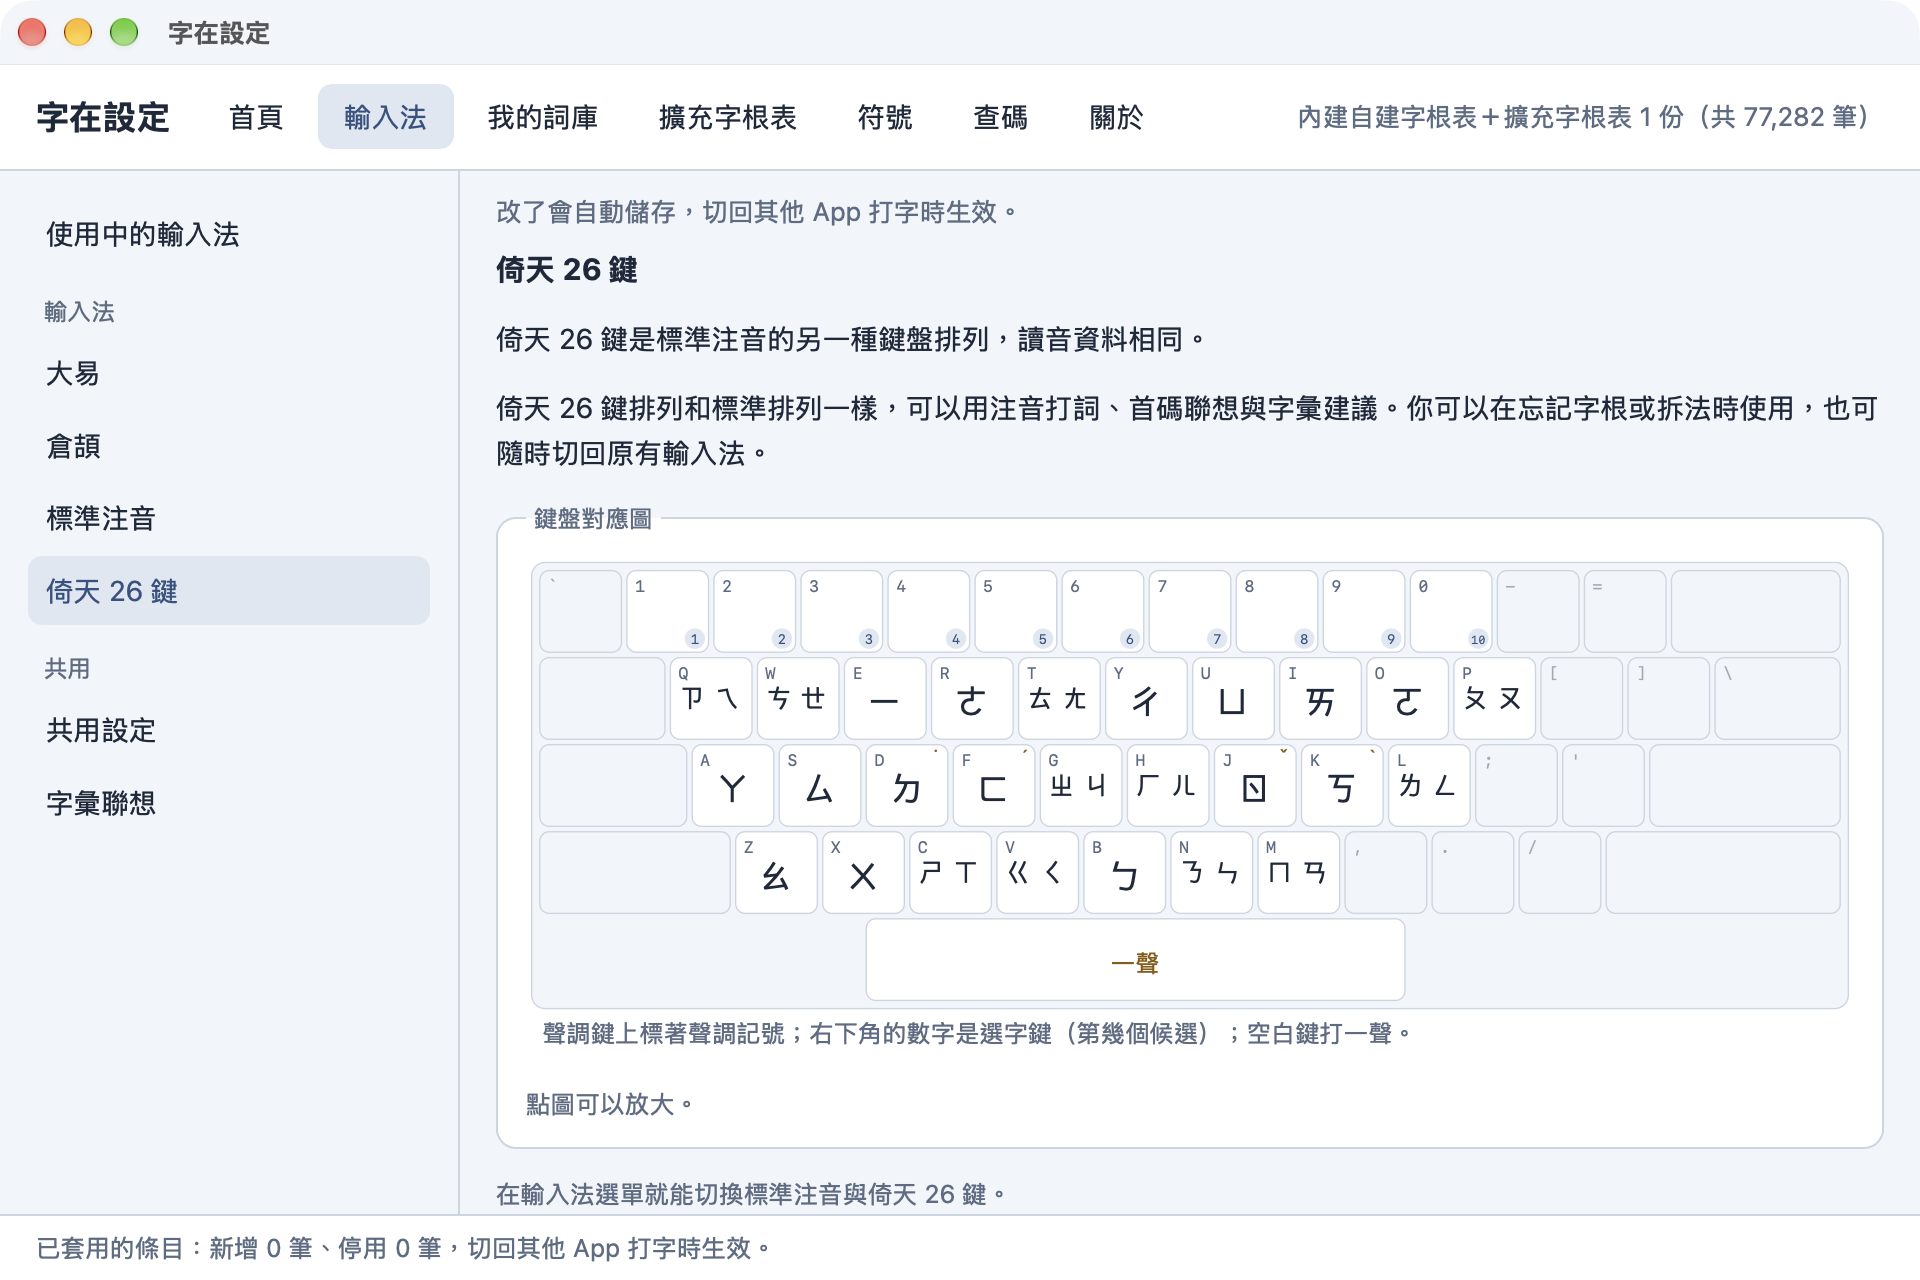 字在設定
字在設定 首頁 輸入法 我的詞庫 擴充字根表 符號 查碼 關於 內建自建字根表＋擴充字根表 1 份（共 77,282 筆）
使用中的輸入法
輸入法
大易
倉頡
標準注音
倚天 26 鍵
共用
共用設定
字彙聯想
改了會自動儲存，切回其他 App 打字時生效。
倚天 26 鍵
倚天 26 鍵是標準注音的另一種鍵盤排列，讀音資料相同。
倚天 26 鍵排列和標準排列一樣，可以用注音打詞、首碼聯想與字彙建議。你可以在忘記字根或拆法時使用，也可
隨時切回原有輸入法。
鍵盤對應圖
` 1 2 3 4 5 6 7 8 9 0 - =
1 2 3 4 5 6 7 8 9 10
Q W E R T Y U I O P [ ] \
ㄗ ㄟ ㄘ ㄝ ㄧ ㄜ ㄊ ㄤ ㄔ ㄩ ㄞ ㄛ ㄆ ㄡ
A S D ˙ F ˊ G H J ˇ K ˋ L ; '
ㄚ ㄙ ㄉ ㄈ ㄓ ㄐ ㄏ ㄦ ㄖ ㄎ ㄌ ㄥ
Z X C V B N M , . /
ㄠ ㄨ ㄕ ㄒ ㄍ ㄑ ㄅ ㄋ ㄣ ㄇ ㄢ
一聲
聲調鍵上標著聲調記號；右下角的數字是選字鍵（第幾個候選）；空白鍵打一聲。
點圖可以放大。
在輸入法選單就能切換標準注音與倚天 26 鍵。
已套用的條目：新增 0 筆、停用 0 筆，切回其他 App 打字時生效。